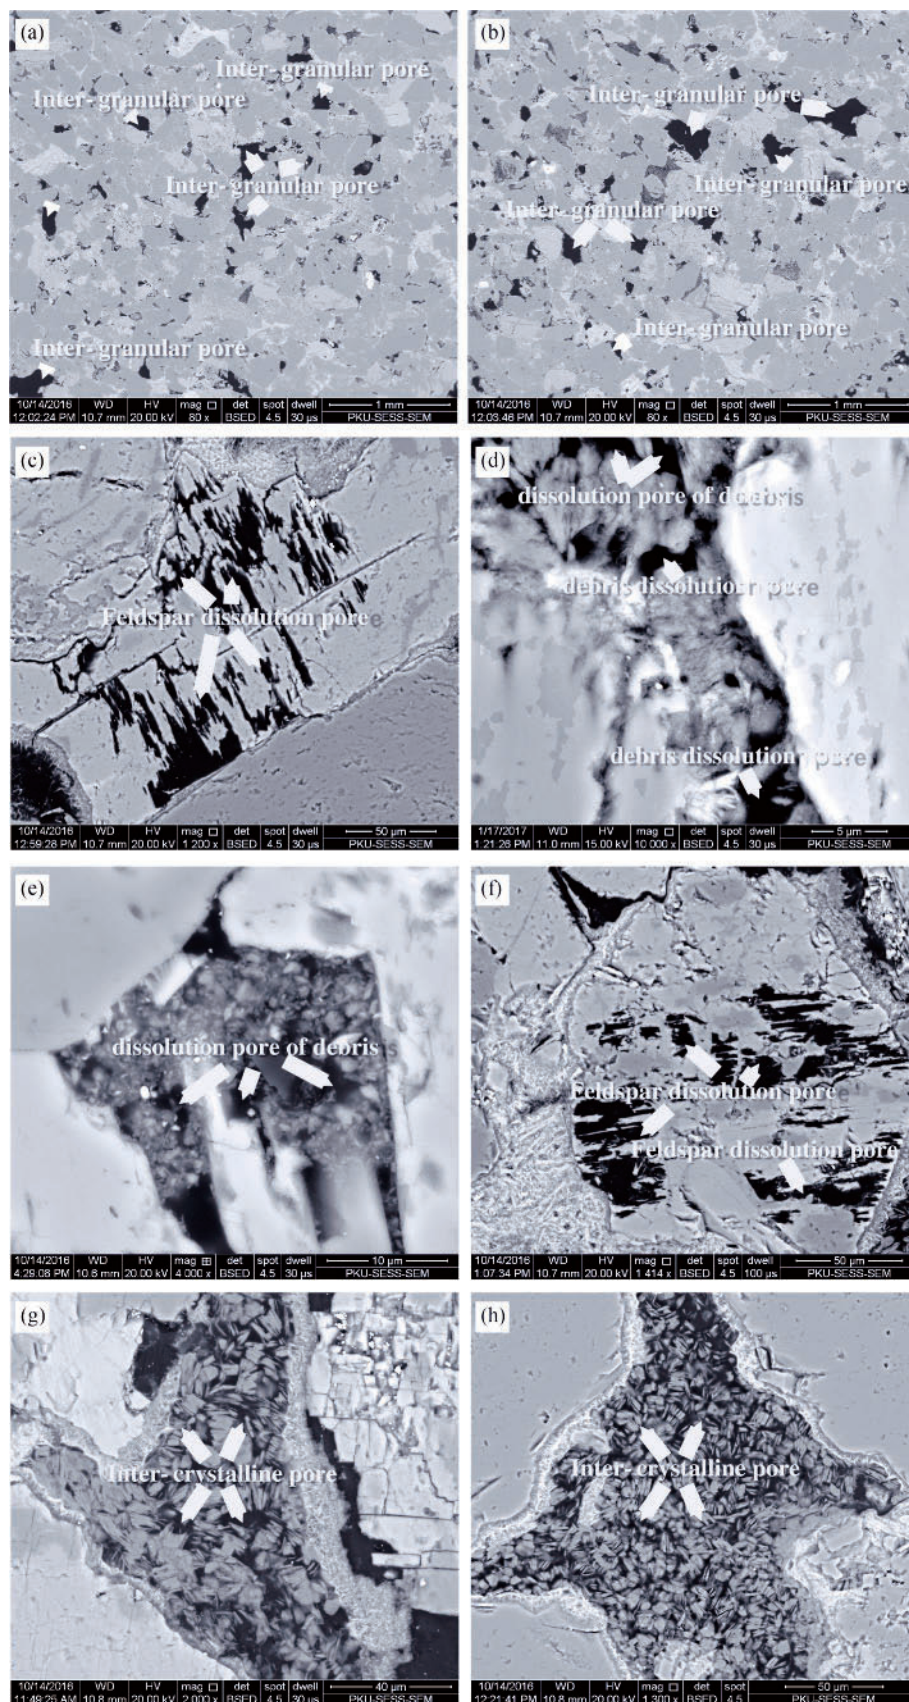 (a)
Inter- granular pore
Inter- granular pore
Inter- granular pore
Inter- granular pore
10/14/2016 WD HV mag □ det spot dwell 1 mm
12:02:24 PM 10.7 mm 20.00 kV 80 x BSED 4.5 30 µs PKU-SESS-SEM
(b)
Inter- granular pore
Inter- granular pore
Inter- granular pore
Inter- granular pore
10/14/2016 WD HV mag □ det spot dwell 1 mm
12:03:46 PM 10.7 mm 20.00 kV 80 x BSED 4.5 30 µs PKU-SESS-SEM
(c)
Feldspar dissolution pore
10/14/2016 WD HV mag □ det spot dwell 50 µm
12:59:28 PM 10.7 mm 20.00 kV 1 200 x BSED 4.5 30 µs PKU-SESS-SEM
(d)
dissolution pore of debris
debris dissolution pore
debris dissolution pore
1/17/2017 WD HV mag □ det spot dwell 5 µm
1:21:26 PM 11.0 mm 15.00 kV 10 000 x BSED 4.5 30 µs PKU-SESS-SEM
(e)
dissolution pore of debris
10/14/2016 WD HV mag ⊞ det spot dwell 10 µm
4:29:08 PM 10.6 mm 20.00 kV 4 000 x BSED 4.5 30 µs PKU-SESS-SEM
(f)
Feldspar dissolution pore
Feldspar dissolution pore
10/14/2016 WD HV mag □ det spot dwell 50 µm
1:07:34 PM 10.7 mm 20.00 kV 1 414 x BSED 4.5 100 µs PKU-SESS-SEM
(g)
Inter- crystalline pore
10/14/2016 WD HV mag □ det spot dwell 40 µm
11:49:25 AM 10.8 mm 20.00 kV 2 000 x BSED 4.5 30 µs PKU-SESS-SEM
(h)
Inter- crystalline pore
10/14/2016 WD HV mag □ det spot dwell 50 µm
12:21:41 PM 10.8 mm 20.00 kV 1 300 x BSED 4.5 30 µs PKU-SESS-SEM